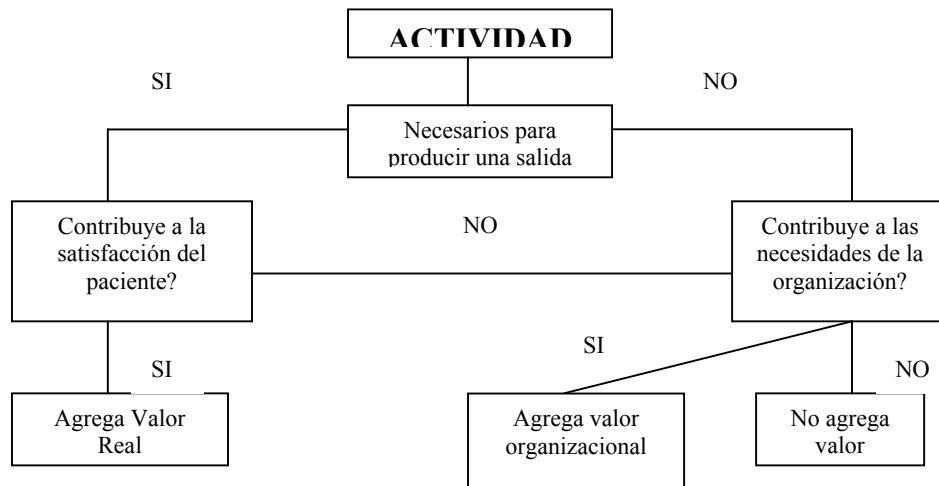 ACTIVIDAD
SI
NO
Necesarios para
producir una salida
Contribuye a la
satisfacción del
paciente?
NO
Contribuye a las
necesidades de la
organización?
SI
SI
NO
Agrega Valor
Real
Agrega valor
organizacional
No agrega
valor